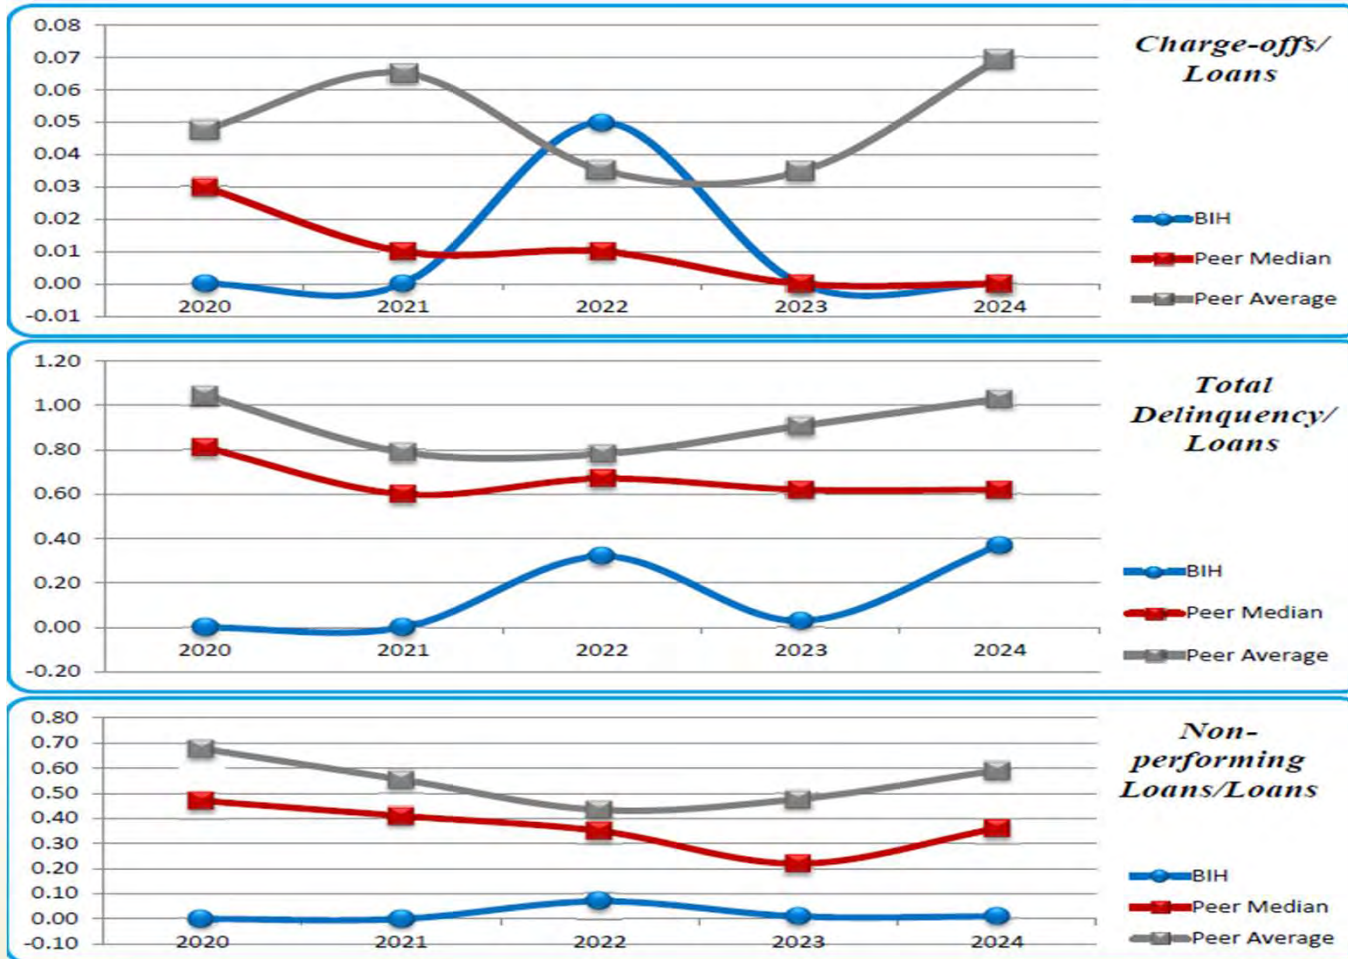 0.08
0.07
0.06
0.05
0.04
0.03
0.02
0.01
0.00
-0.01
2020 2021 2022 2023 2024
Charge-offs/
Loans
BIH
Peer Median
Peer Average
1.20
1.00
0.80
0.60
0.40
0.20
0.00
-0.20
2020 2021 2022 2023 2024
Total
Delinquency/
Loans
BIH
Peer Median
Peer Average
0.80
0.70
0.60
0.50
0.40
0.30
0.20
0.10
0.00
-0.10
2020 2021 2022 2023 2024
Non-
performing
Loans/Loans
BIH
Peer Median
Peer Average